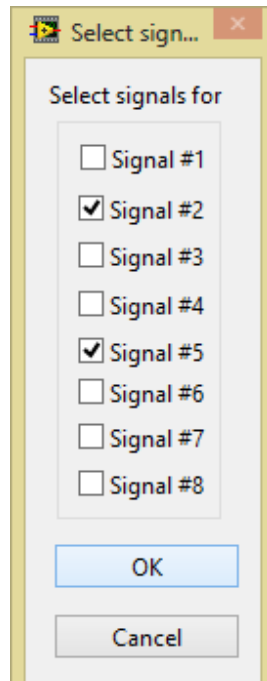 Select sign...
Select signals for
Signal #1
Signal #2
Signal #3
Signal #4
Signal #5
Signal #6
Signal #7
Signal #8
OK
Cancel